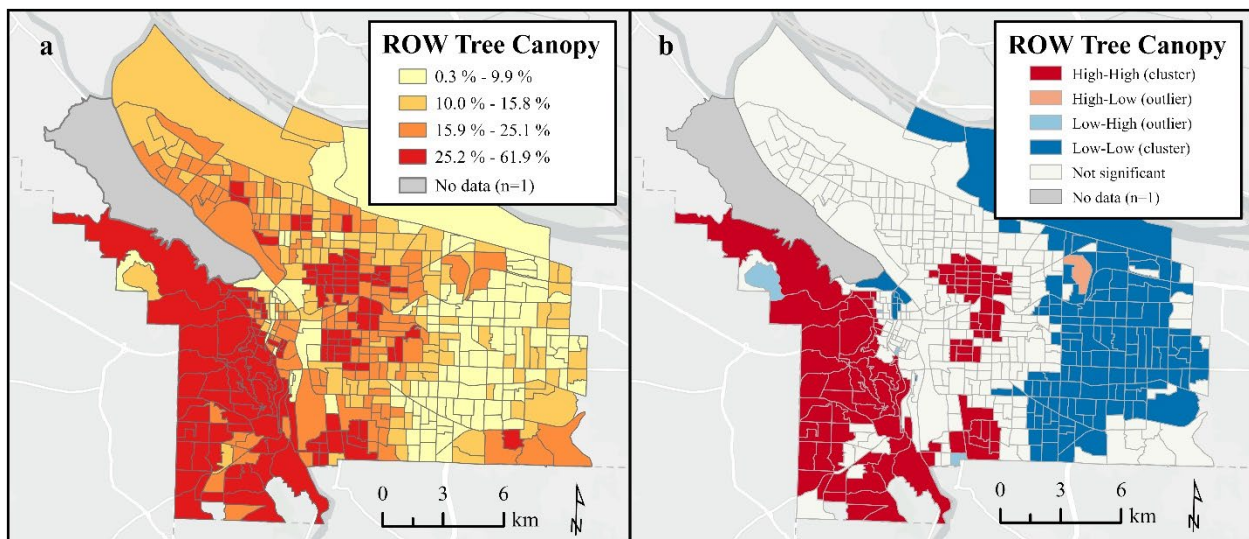 a
ROW Tree Canopy
0.3 % - 9.9 %
10.0 % - 15.8 %
15.9 % - 25.1 %
25.2 % - 61.9 %
No data (n=1)
0 3 6
km
N
b
ROW Tree Canopy
High-High (cluster)
High-Low (outlier)
Low-High (outlier)
Low-Low (cluster)
Not significant
No data (n=1)
0 3 6
km
N